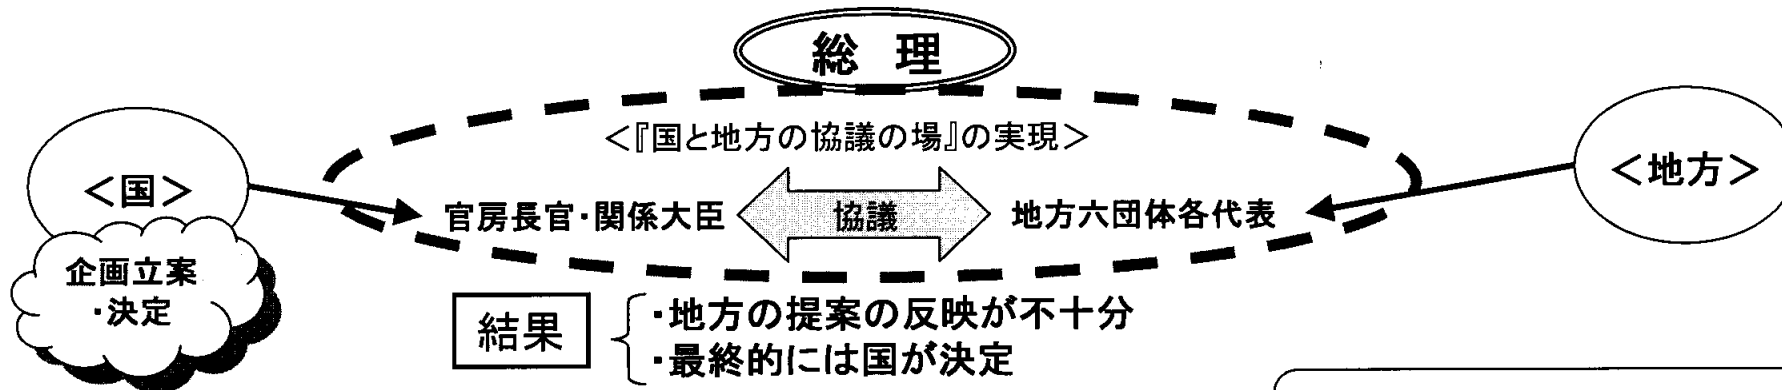 総 理
＜『国と地方の協議の場』の実現＞
＜国＞
官房長官・関係大臣
協議
地方六団体各代表
＜地方＞
企画立案
・決定
結果
・地方の提案の反映が不十分
・最終的には国が決定